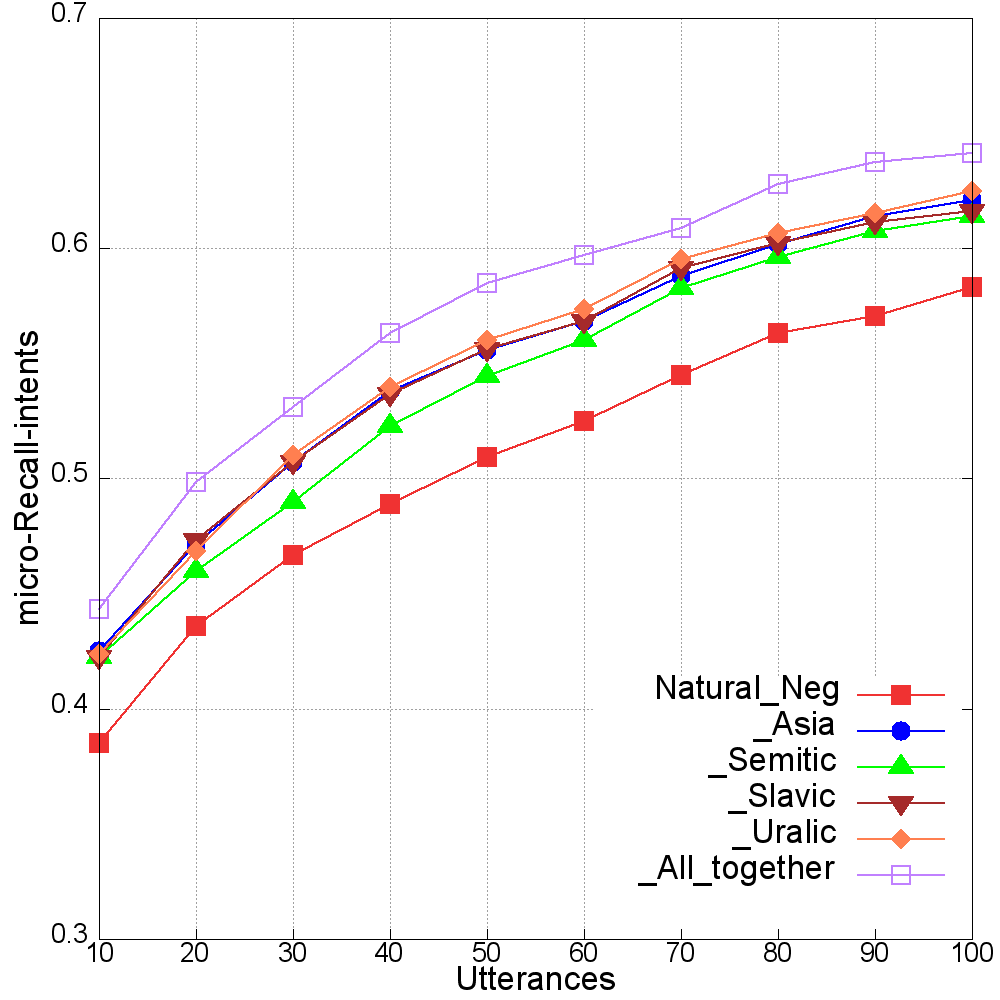 0.7
0.6
0.5
0.4
0.3
micro-Recall-intents
Natural_Neg
_Asia
_Semitic
_Slavic
_Uralic
_All_together
10 20 30 40 50 60 70 80 90 100
Utterances